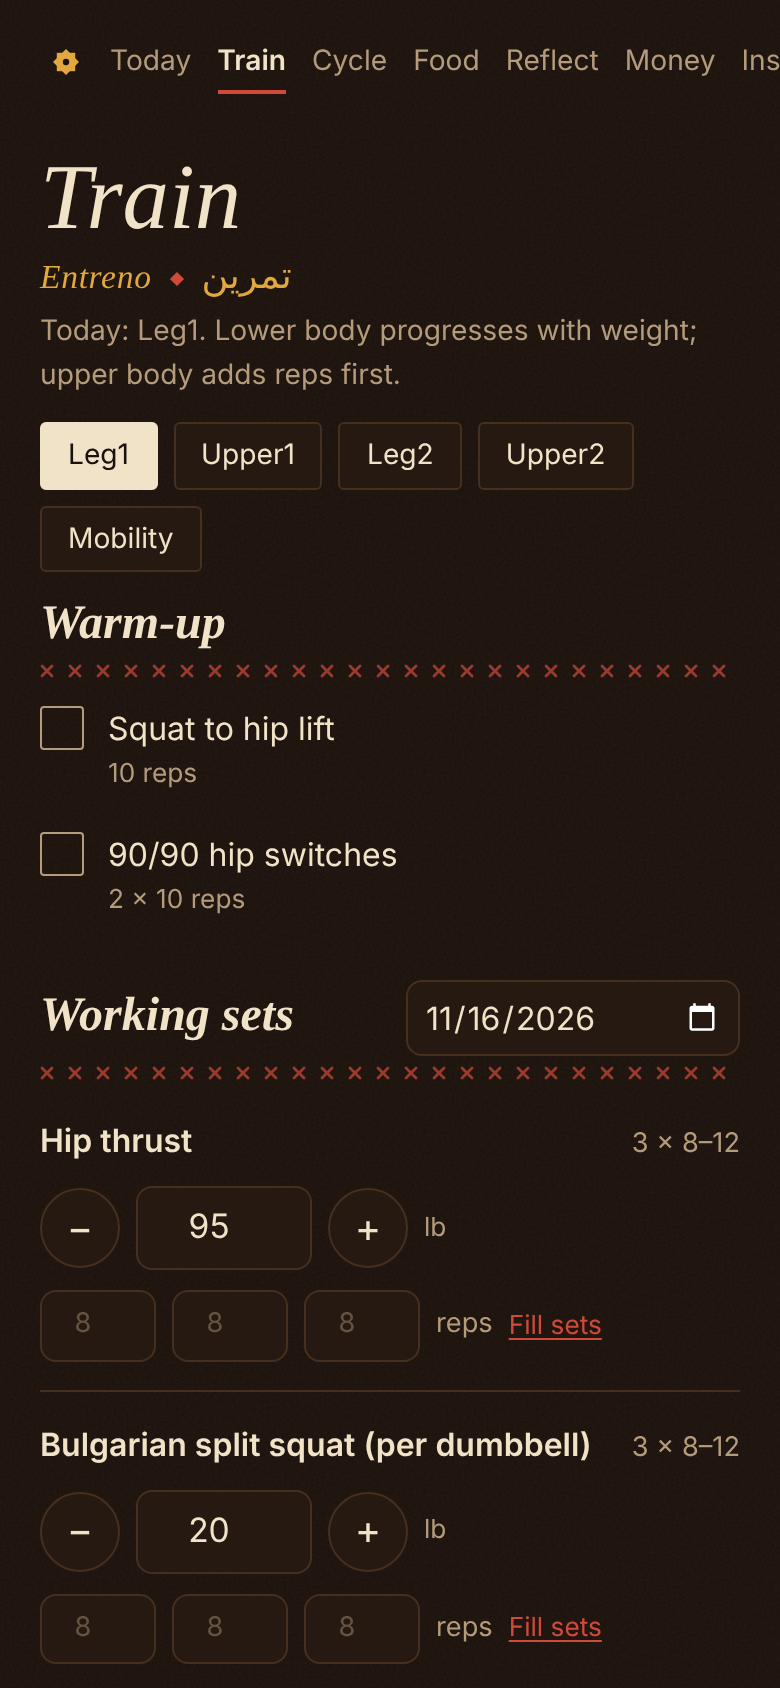 Today Train Cycle Food Reflect Money Ins
Train
Entreno ◆ تمرين
Today: Leg1. Lower body progresses with weight;
upper body adds reps first.
Leg1 Upper1 Leg2 Upper2
Mobility
Warm-up
Squat to hip lift
10 reps
90/90 hip switches
2 × 10 reps
Working sets 11/16/2026
Hip thrust 3 × 8–12
− 95 + lb
8 8 8 reps Fill sets
Bulgarian split squat (per dumbbell) 3 × 8–12
− 20 + lb
8 8 8 reps Fill sets